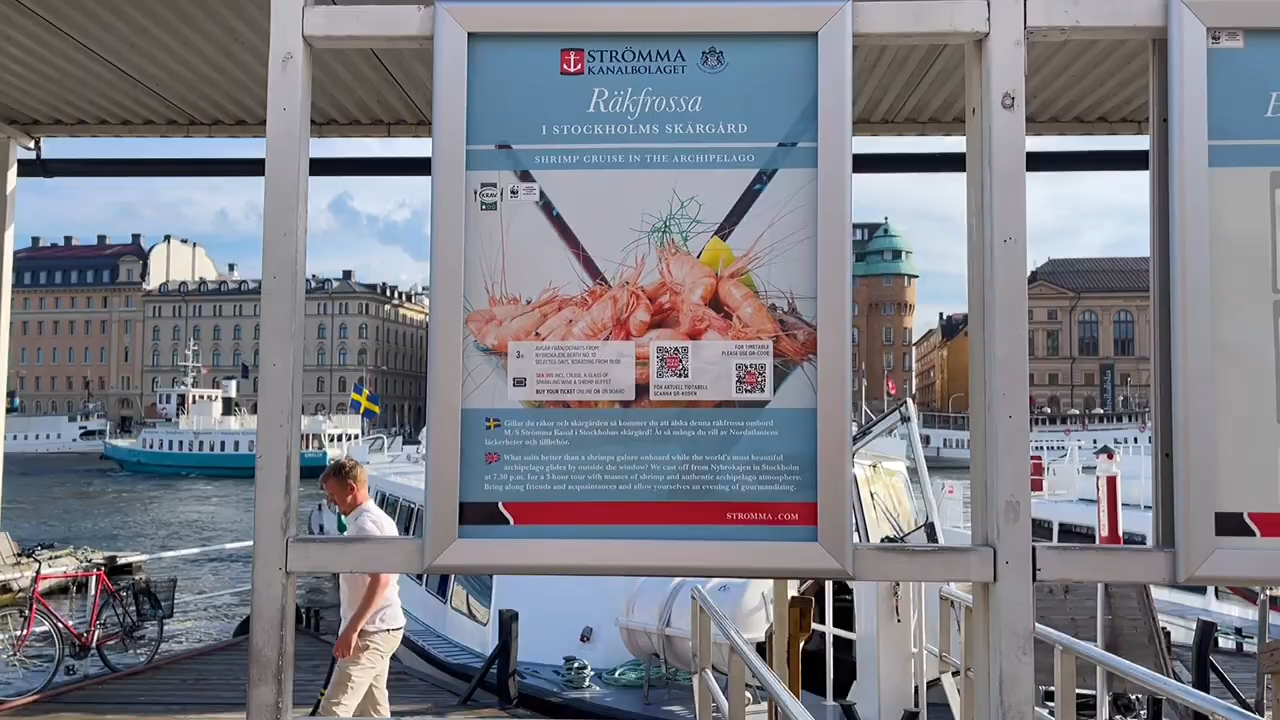 STRÖMMA
KANALBOLAGET
Räkfrossa
I STOCKHOLMS SKÄRGÅRD
SHRIMP CRUISE IN THE ARCHIPELAGO
KRAV
WWF
3H
AVGÅR FRÅN/DEPARTS FROM:
NYBROKAJEN, BERTH NO. 10
SELECTED DAYS. BOARDING FROM 19:00
SEK 595 INCL. CRUISE, A GLASS OF
SPARKLING WINE & SHRIMP BUFFET
BUY YOUR TICKET ONLINE OR ON BOARD
FOR TIMETABLE
PLEASE USE QR-CODE
FÖR AKTUELL TIDTABELL
SCANNA QR-KODEN
Gillar du räkor och skärgården så kommer du att älska denna räkfrossa ombord
M/S Strömma Kanal i Stockholms skärgård! Ät så många du vill av Nordatlantens
läckerheter och tillbehör.
What suits better than a shrimps galore onboard while the world's most beautiful
archipelago glides by outside the window? We cast off from Nybrokajen in Stockholm
at 7.30 p.m. for a 3-hour tour with masses of shrimp and authentic archipelago atmosphere.
Bring along friends and acquaintances and allow yourselves an evening of gourmandizing.
STROMMA.COM